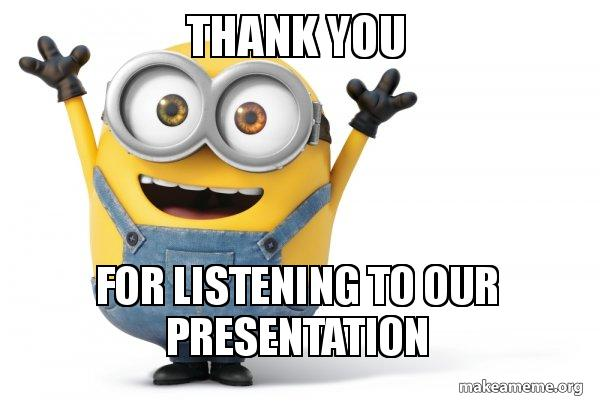 THANK YOU
FOR LISTENING TO OUR
PRESENTATION
makeameme.org